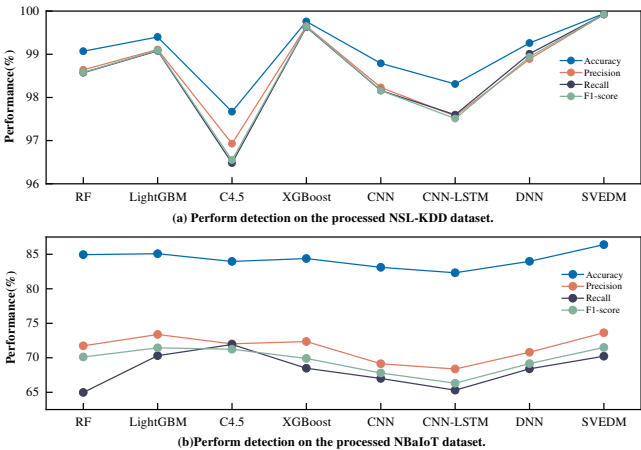 100
99
98
97
96
Performance(%)
Accuracy
Precision
Recall
F1-score
RF LightGBM C4.5 XGBoost CNN CNN-LSTM DNN SVEDM
(a) Perform detection on the processed NSL-KDD dataset.
85
80
75
70
65
Performance(%)
Accuracy
Precision
Recall
F1-score
RF LightGBM C4.5 XGBoost CNN CNN-LSTM DNN SVEDM
(b)Perform detection on the processed NBaIoT dataset.